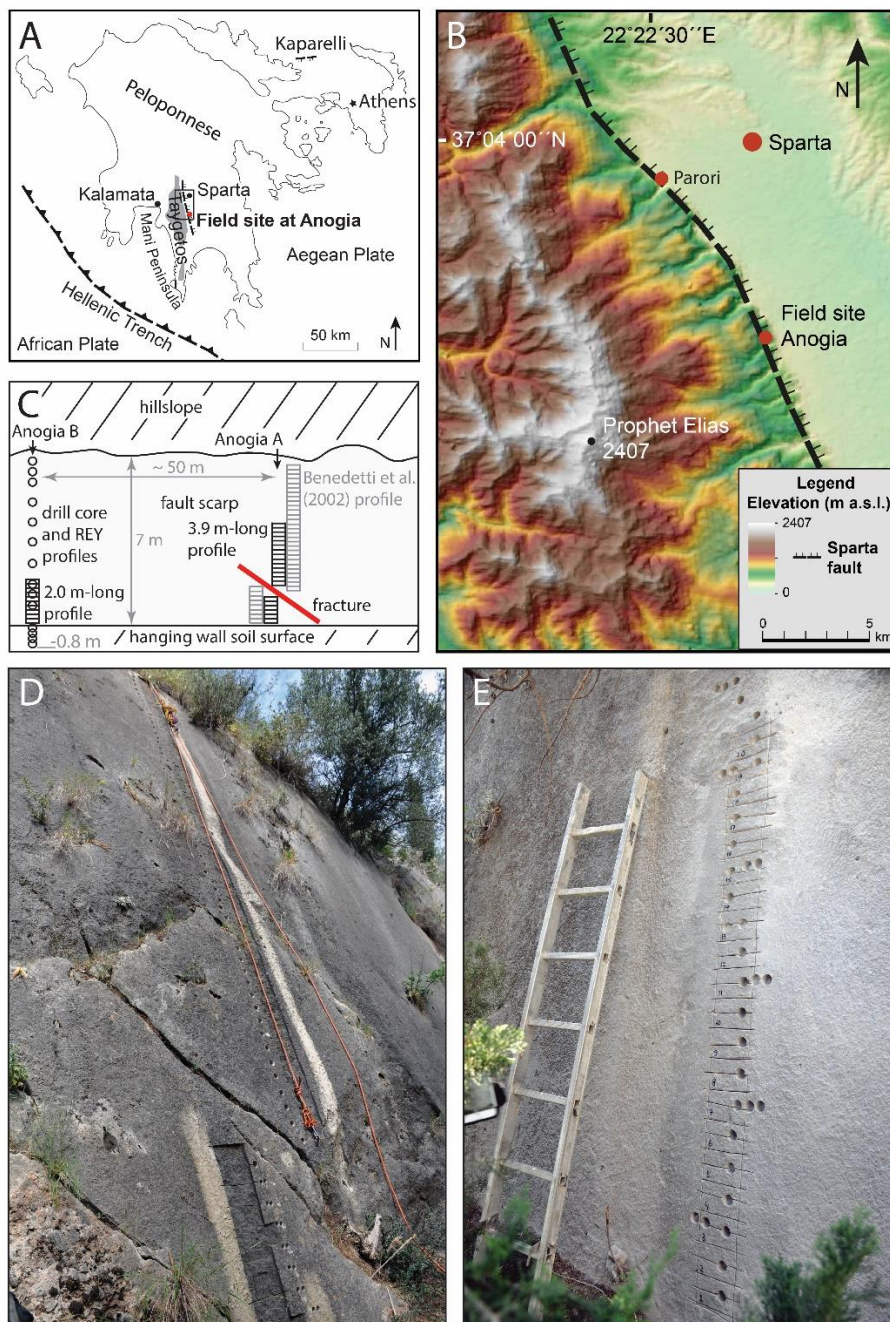 A
Kaparelli
Athens
Peloponnese
Kalamata
Sparta
Taygetos
Field site at Anogia
Mani Peninsula
Aegean Plate
Hellenic Trench
African Plate
50 km
N
B
22°22´30´´E
N
37°04´00´´N
Sparta
Parori
Field site
Anogia
Prophet Elias
2407
Legend
Elevation (m a.s.l.)
2407
0
Sparta
fault
0
5
km
C
hillslope
Anogia B
Anogia A
~ 50 m
Benedetti et al.
(2002) profile
fault scarp
drill core
and REY
profiles
3.9 m-long
profile
7 m
2.0 m-long
profile
fracture
hanging wall soil surface
-0.8 m
D
E